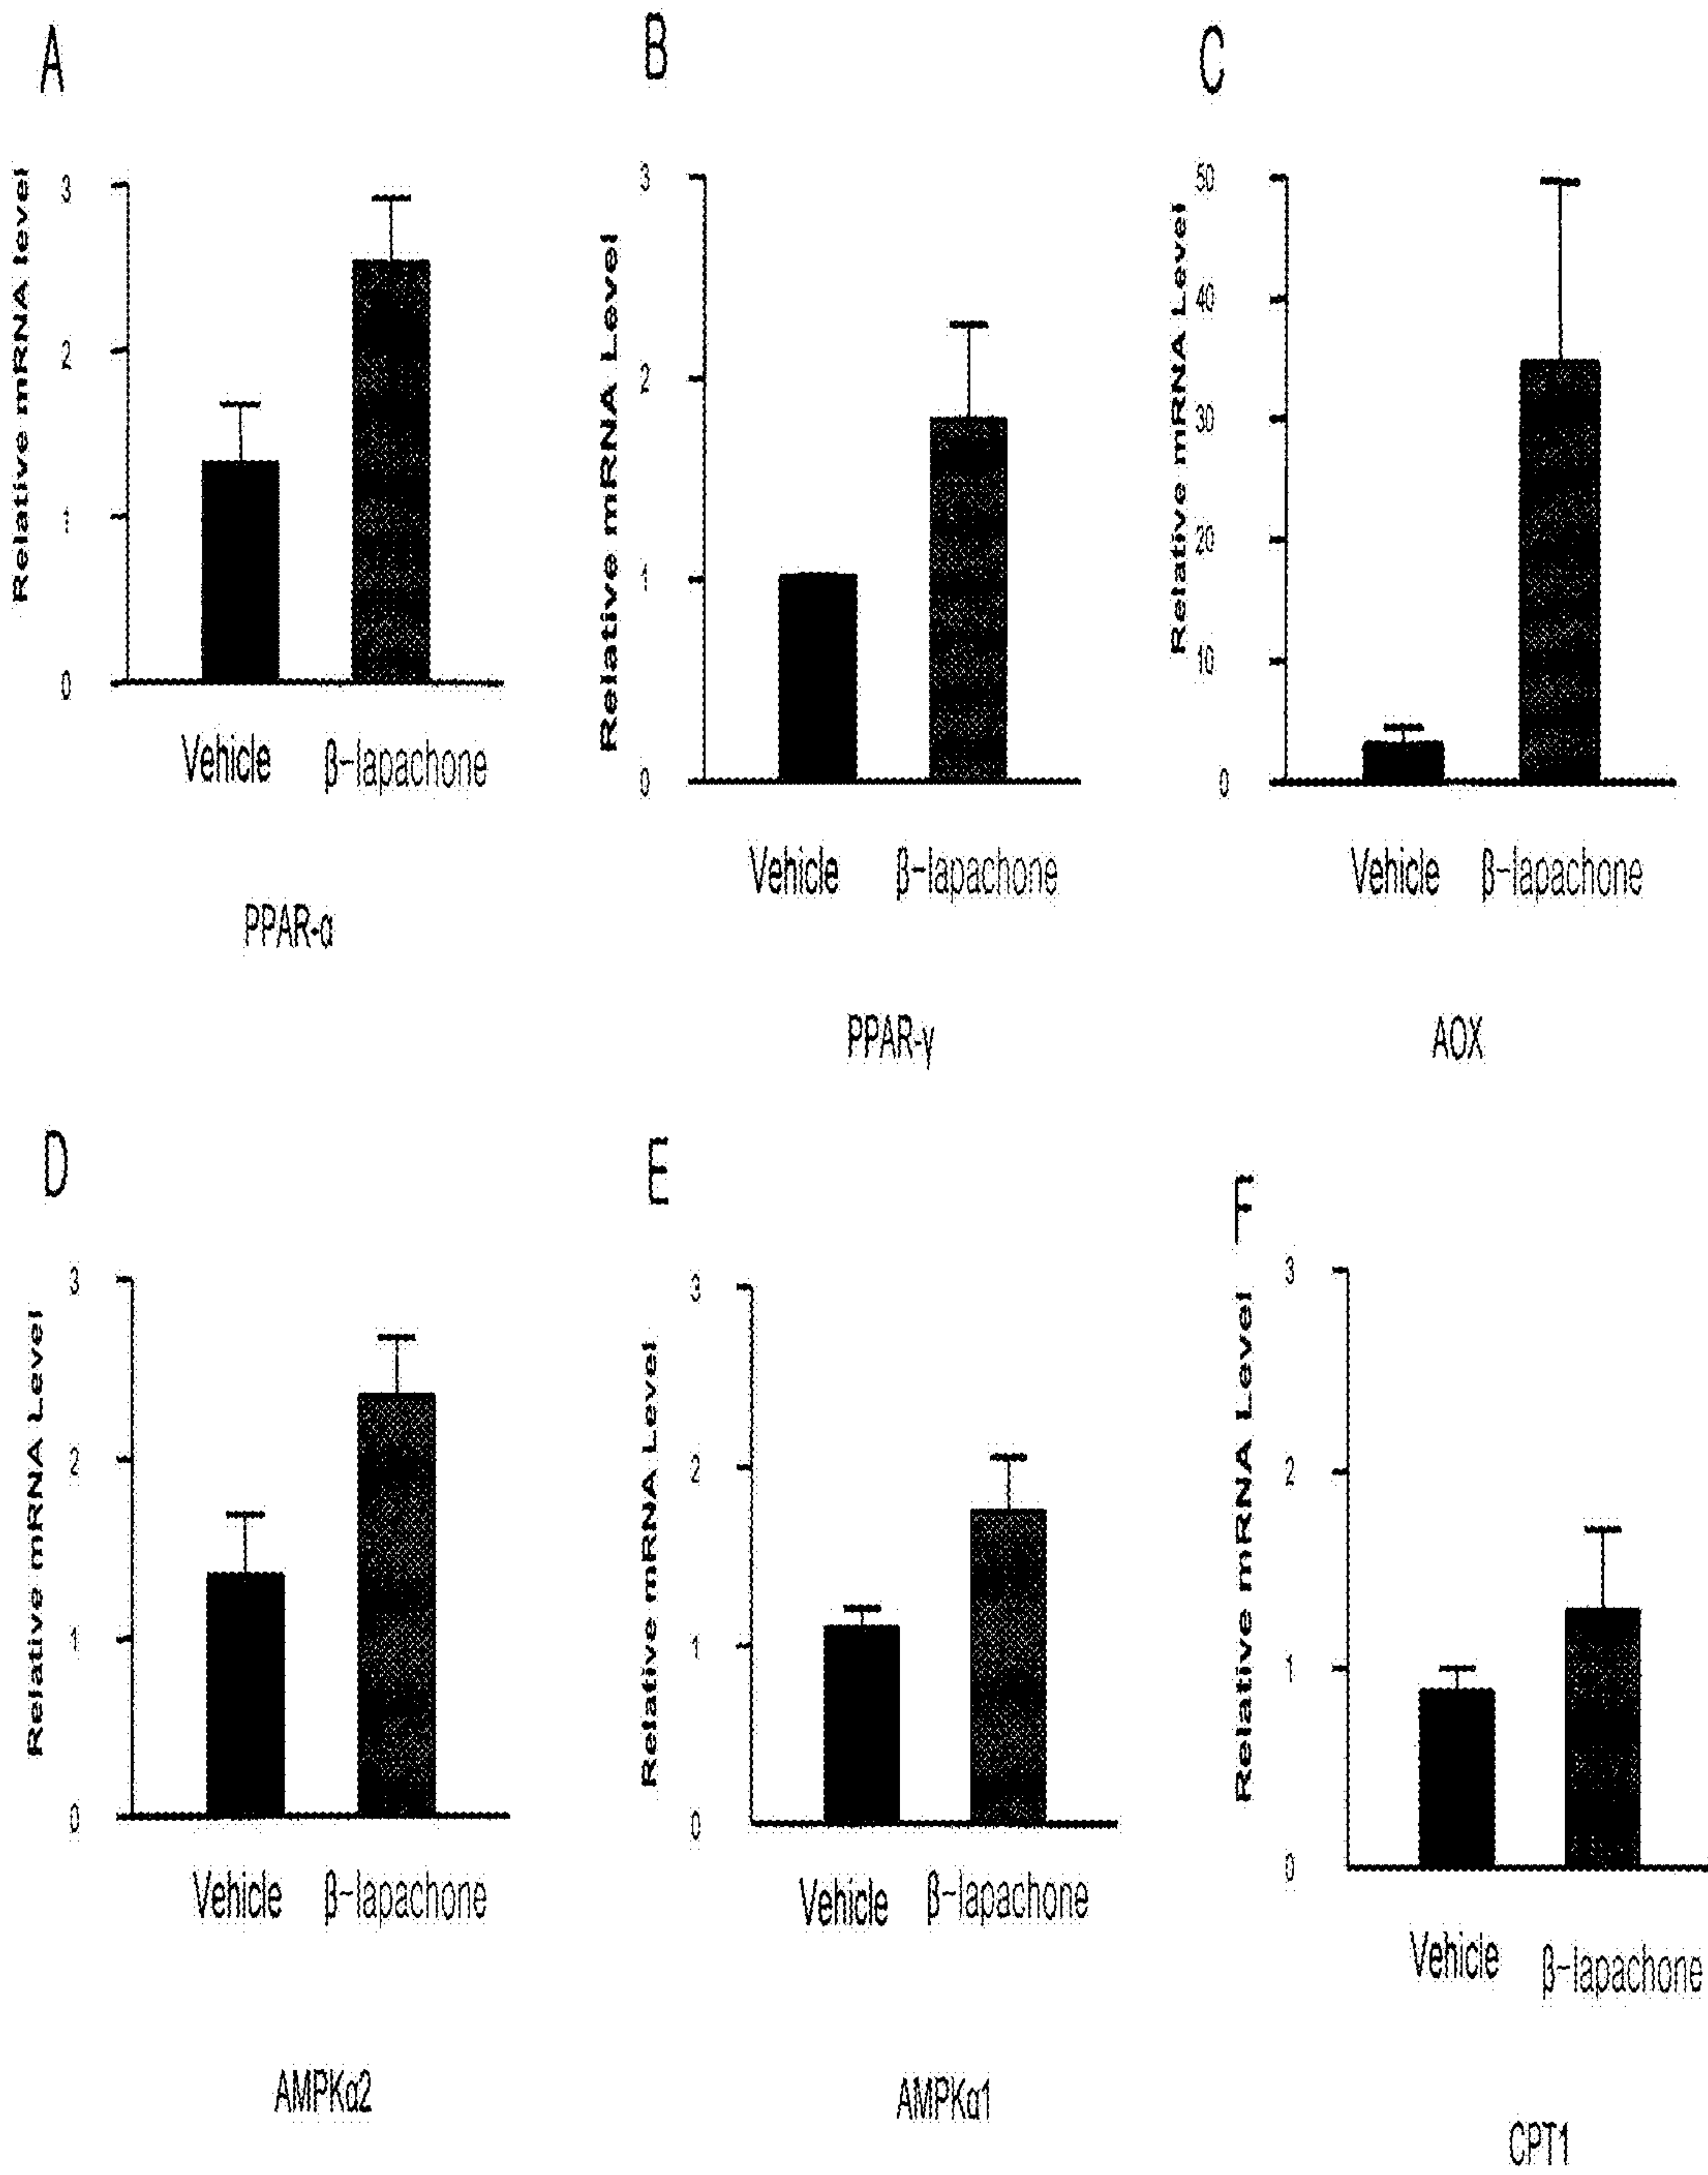 A
Relative mRNA level
3
2
1
0
Vehicle β-lapachone
PPAR-α
B
Relative mRNA Level
3
2
1
0
Vehicle β-lapachone
PPAR-γ
C
Relative mRNA Level
50
40
30
20
10
0
Vehicle β-lapachone
AOX
D
Relative mRNA Level
3
2
1
0
Vehicle β-lapachone
AMPKα2
E
Relative mRNA Level
3
2
1
0
Vehicle β-lapachone
AMPKα1
F
Relative mRNA Level
3
2
1
0
Vehicle β-lapachone
CPT1